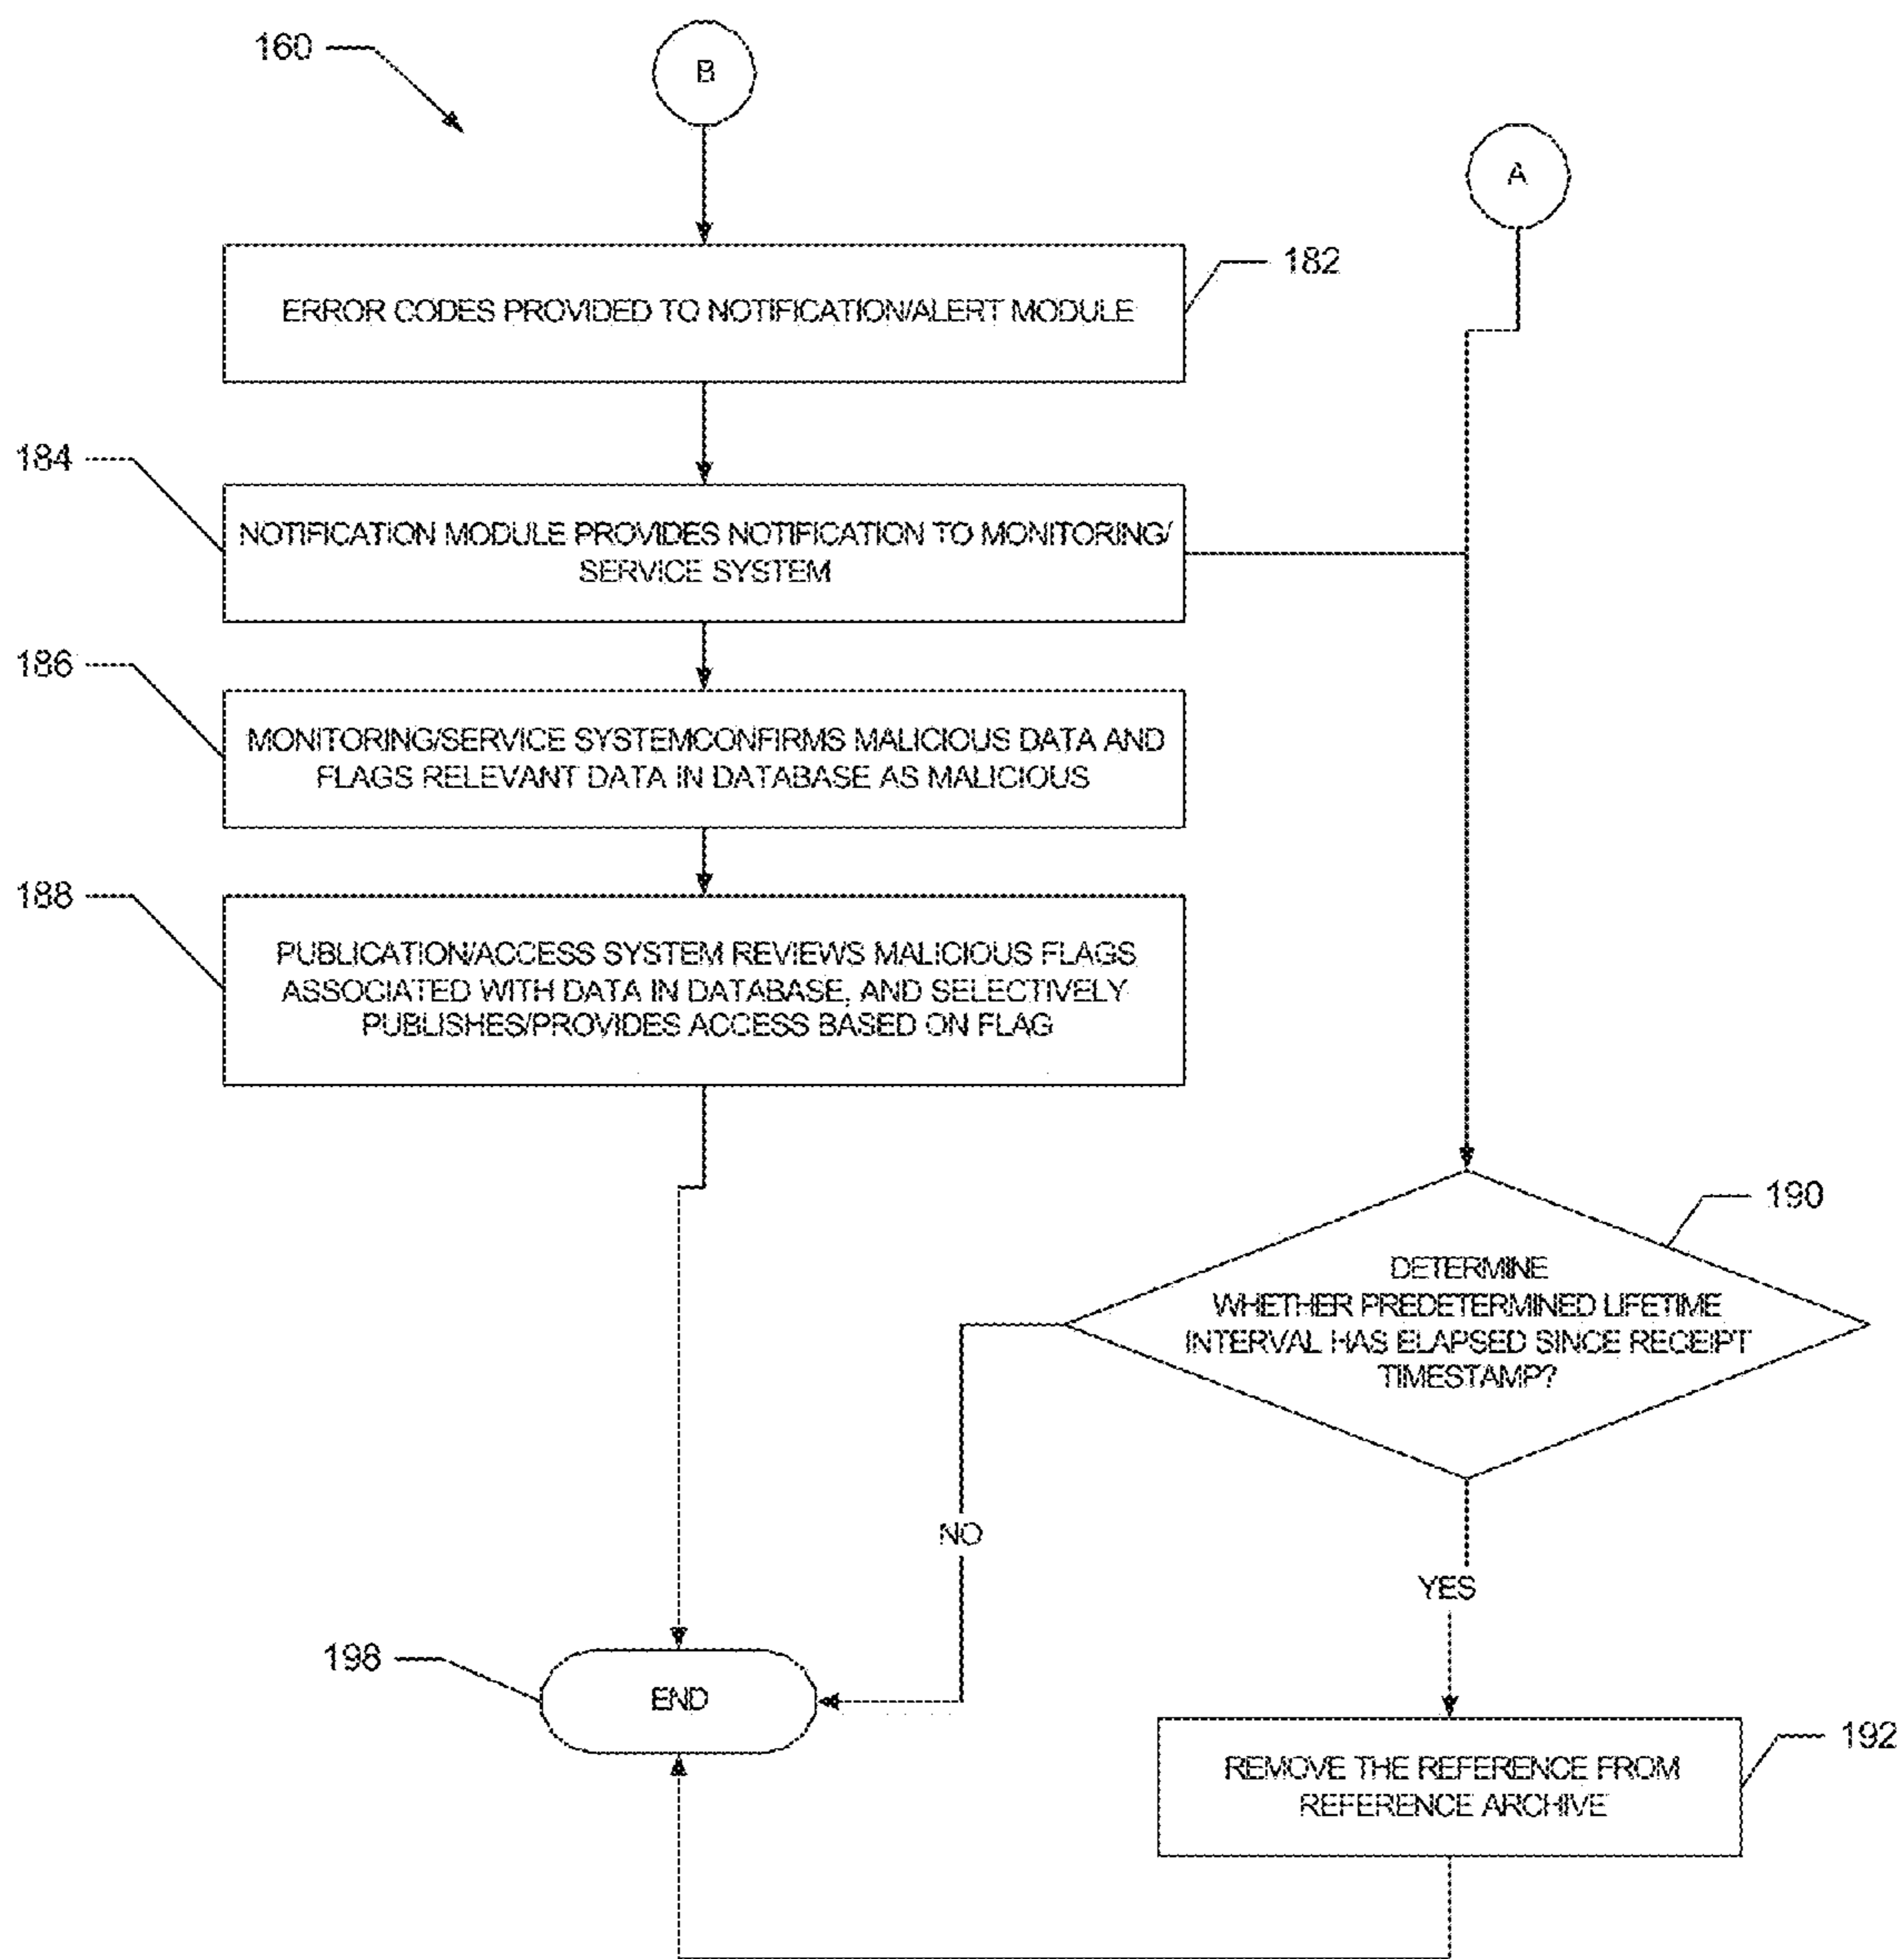 160
B
A
ERROR CODES PROVIDED TO NOTIFICATION/ALERT MODULE
182
184
NOTIFICATION MODULE PROVIDES NOTIFICATION TO MONITORING/
SERVICE SYSTEM
186
MONITORING/SERVICE SYSTEMCONFIRMS MALICIOUS DATA AND
FLAGS RELEVANT DATA IN DATABASE AS MALICIOUS
188
PUBLICATION/ACCESS SYSTEM REVIEWS MALICIOUS FLAGS
ASSOCIATED WITH DATA IN DATABASE, AND SELECTIVELY
PUBLISHES/PROVIDES ACCESS BASED ON FLAG
190
DETERMINE
WHETHER PREDETERMINED LIFETIME
INTERVAL HAS ELAPSED SINCE RECEIPT
TIMESTAMP?
NO
YES
198
END
192
REMOVE THE REFERENCE FROM
REFERENCE ARCHIVE